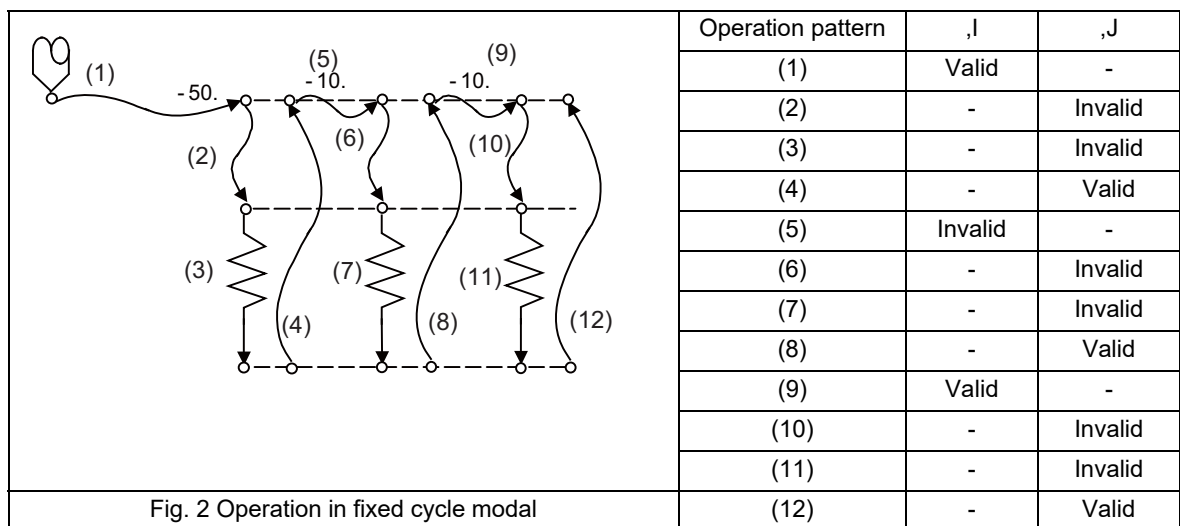 (1)
- 50.
(5)
- 10.
(9)
- 10.
(2)
(6)
(10)
(3)
(4)
(7)
(8)
(11)
(12)
Fig. 2 Operation in fixed cycle modal
Operation pattern ,I ,J
(1) Valid -
(2) - Invalid
(3) - Invalid
(4) - Valid
(5) Invalid -
(6) - Invalid
(7) - Invalid
(8) - Valid
(9) Valid -
(10) - Invalid
(11) - Invalid
(12) - Valid